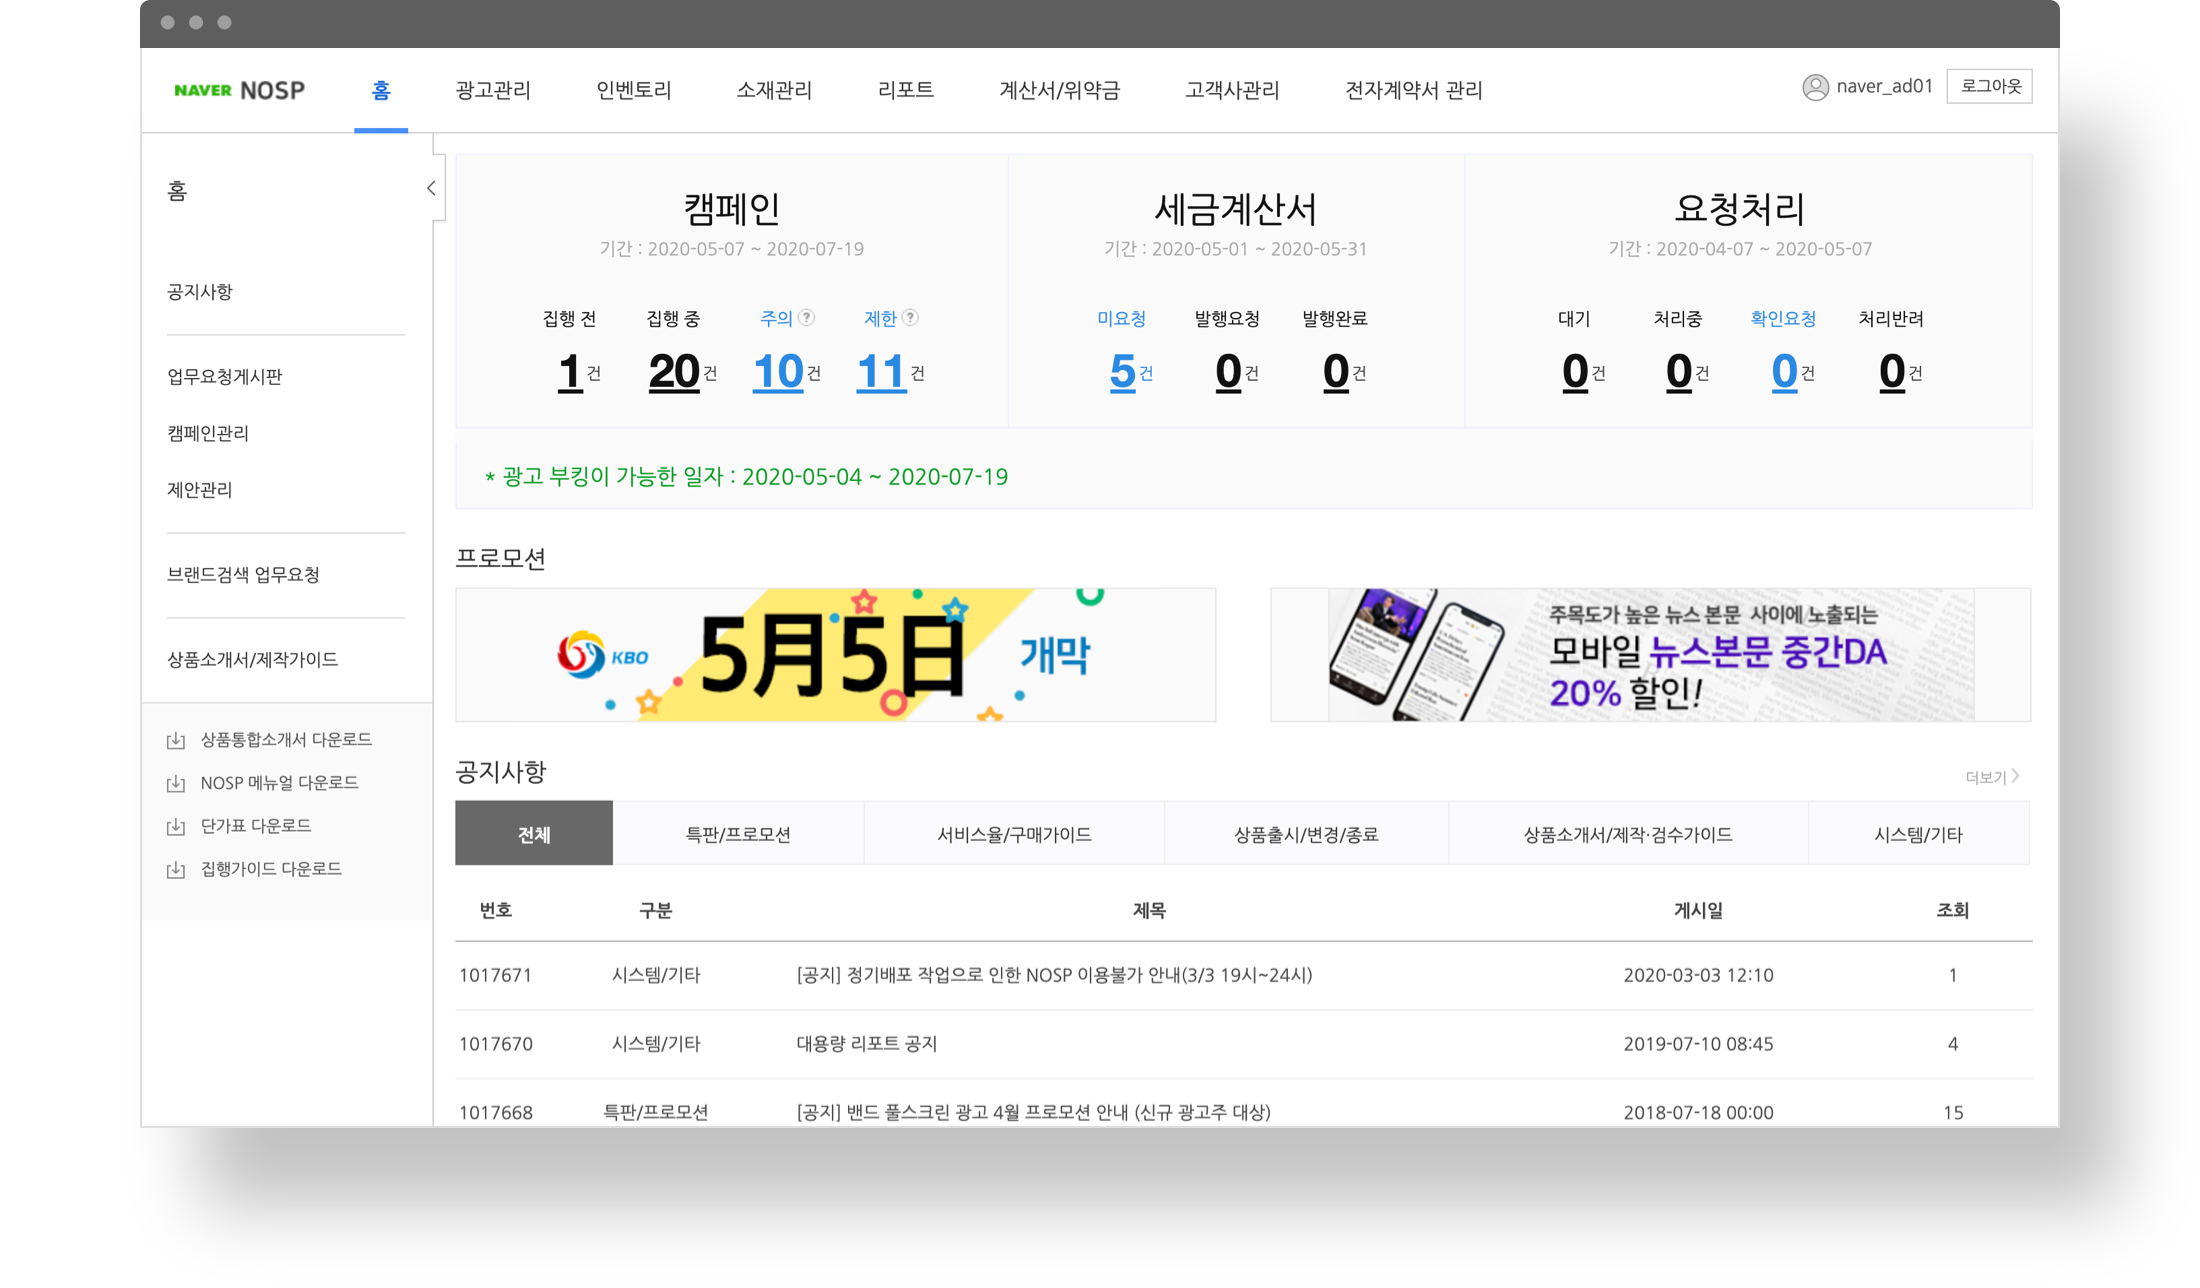 NAVER NOSP 홈 광고관리 인벤토리 소재관리 리포트 계산서/위약금 고객사관리 전자계약서 관리 naver_ad01 로그아웃
홈
공지사항
업무요청게시판
캠페인관리
제안관리
브랜드검색 업무요청
상품소개서/제작가이드
상품통합소개서 다운로드
NOSP 메뉴얼 다운로드
단가표 다운로드
집행가이드 다운로드
캠페인
기간 : 2020-05-07 ~ 2020-07-19
집행 전 집행 중 주의 ? 제한 ?
1건 20건 10건 11건
세금계산서
기간 : 2020-05-01 ~ 2020-05-31
미요청 발행요청 발행완료
5건 0건 0건
요청처리
기간 : 2020-04-07 ~ 2020-05-07
대기 처리중 확인요청 처리반려
0건 0건 0건 0건
* 광고 부킹이 가능한 일자 : 2020-05-04 ~ 2020-07-19
프로모션
KBO 5月5日 개막
주목도가 높은 뉴스 본문 사이에 노출되는
모바일 뉴스본문 중간DA
20% 할인!
공지사항 더보기
전체 특판/프로모션 서비스율/구매가이드 상품출시/변경/종료 상품소개서/제작·검수가이드 시스템/기타
번호 구분 제목 게시일 조회
1017671 시스템/기타 [공지] 정기배포 작업으로 인한 NOSP 이용불가 안내(3/3 19시~24시) 2020-03-03 12:10 1
1017670 시스템/기타 대용량 리포트 공지 2019-07-10 08:45 4
1017668 특판/프로모션 [공지] 밴드 풀스크린 광고 4월 프로모션 안내 (신규 광고주 대상) 2018-07-18 00:00 15